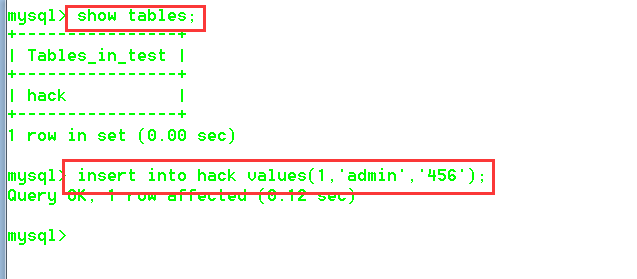 mysql> show tables;
+----------------+
| Tables_in_test |
+----------------+
| hack           |
+----------------+
1 row in set (0.00 sec)
mysql> insert into hack values(1,'admin','456');
Query OK, 1 row affected (0.12 sec)
mysql>